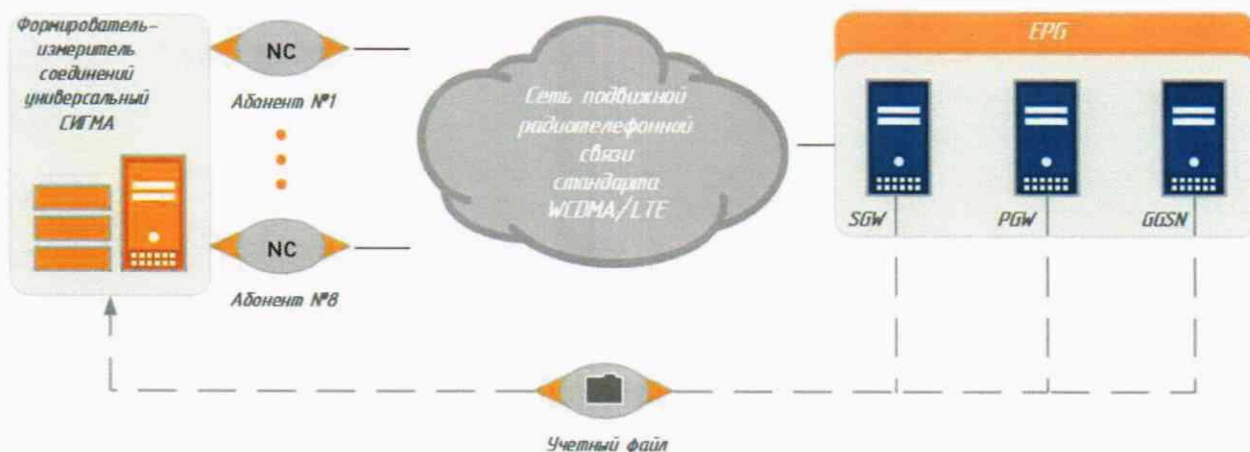 Формирователь-
измеритель
соединений
универсальный
СИГМА
NC
Абонент №1
NC
Абонент №8
Сеть подвижной
радиотелефонной
связи
стандарта
WCDMA/LTE
EPG
SGW
PGW
GGSN
Учетный файл